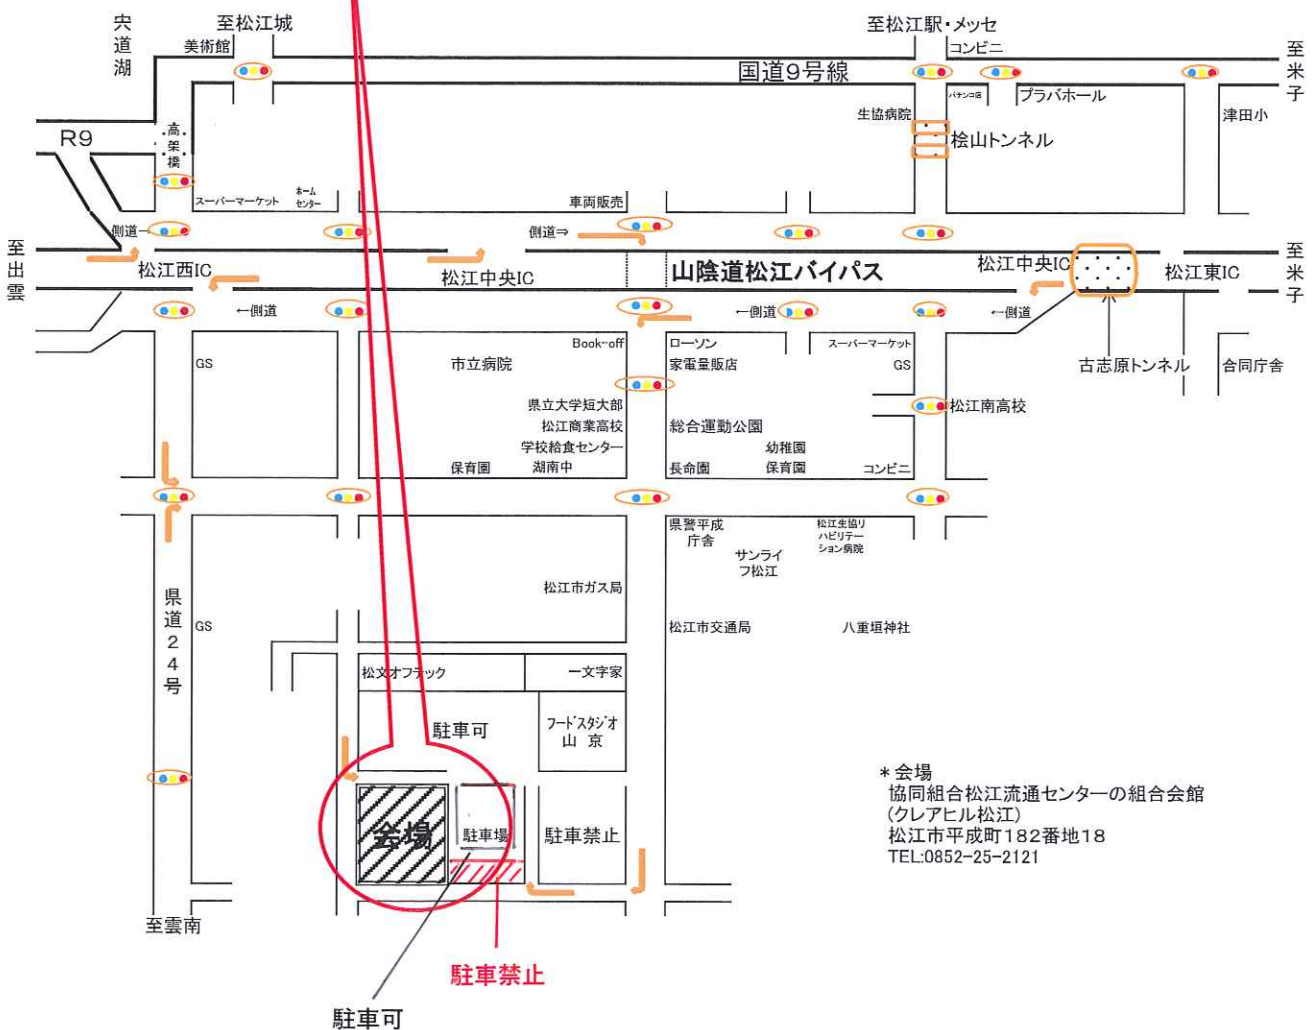 宍道湖
至松江城
美術館
至松江駅・メッセ
コンビニ
至米子
国道9号線
パチンコ店
プラバホール
生協病院
津田小
桧山トンネル
R9
高架橋
スーパーマーケット
ホーム
センター
車両販売
側道→
側道⇒
至出雲
松江西IC
松江中央IC
山陰道松江バイパス
松江中央IC
松江東IC
至米子
←側道
←側道
←側道
Book-off
ローソン
スーパーマーケット
GS
市立病院
家電量販店
GS
古志原トンネル
合同庁舎
県立大学短大部
松江南高校
松江商業高校
総合運動公園
学校給食センター
幼稚園
保育園
湖南中
長命園
保育園
コンビニ
県警平成
庁舎
松江生協リ
ハビリテー
ション病院
サンライ
フ松江
松江市ガス局
県道24号
GS
松江市交通局
八重垣神社
松文オフテック
一文字家
駐車可
フードスタジオ
山 京
会場
駐車場
駐車禁止
*会場
協同組合松江流通センターの組合会館
(クレアヒル松江)
松江市平成町182番地18
TEL:0852-25-2121
至雲南
駐車禁止
駐車可